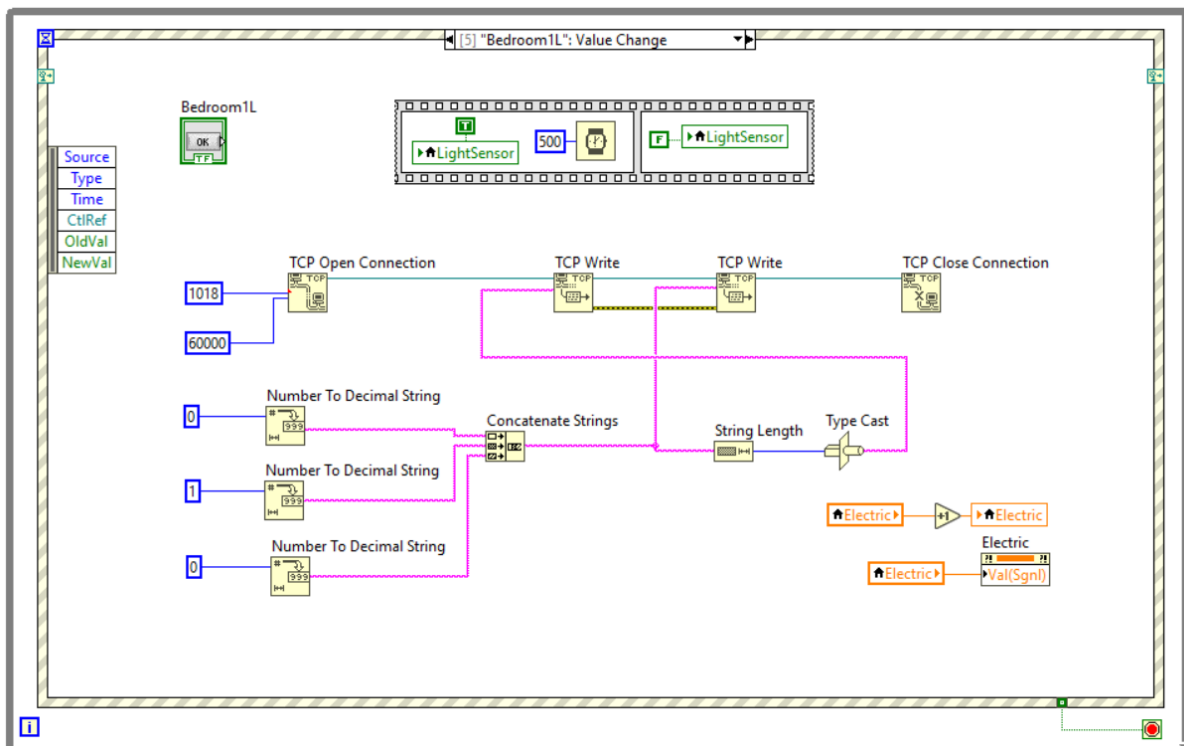 [5] "Bedroom1L": Value Change
Bedroom1L
OK
TF
T
LightSensor
500
F
LightSensor
Source
Type
Time
CtlRef
OldVal
NewVal
TCP Open Connection
TCP Write
TCP Write
TCP Close Connection
TCP
TCP
TCP
TCP
1018
60000
Number To Decimal String
0
# 999
Concatenate Strings
String Length
Type Cast
Number To Decimal String
1
# 999
Number To Decimal String
0
# 999
Electric
+1
Electric
Electric
Electric
Val(Sgnl)
i